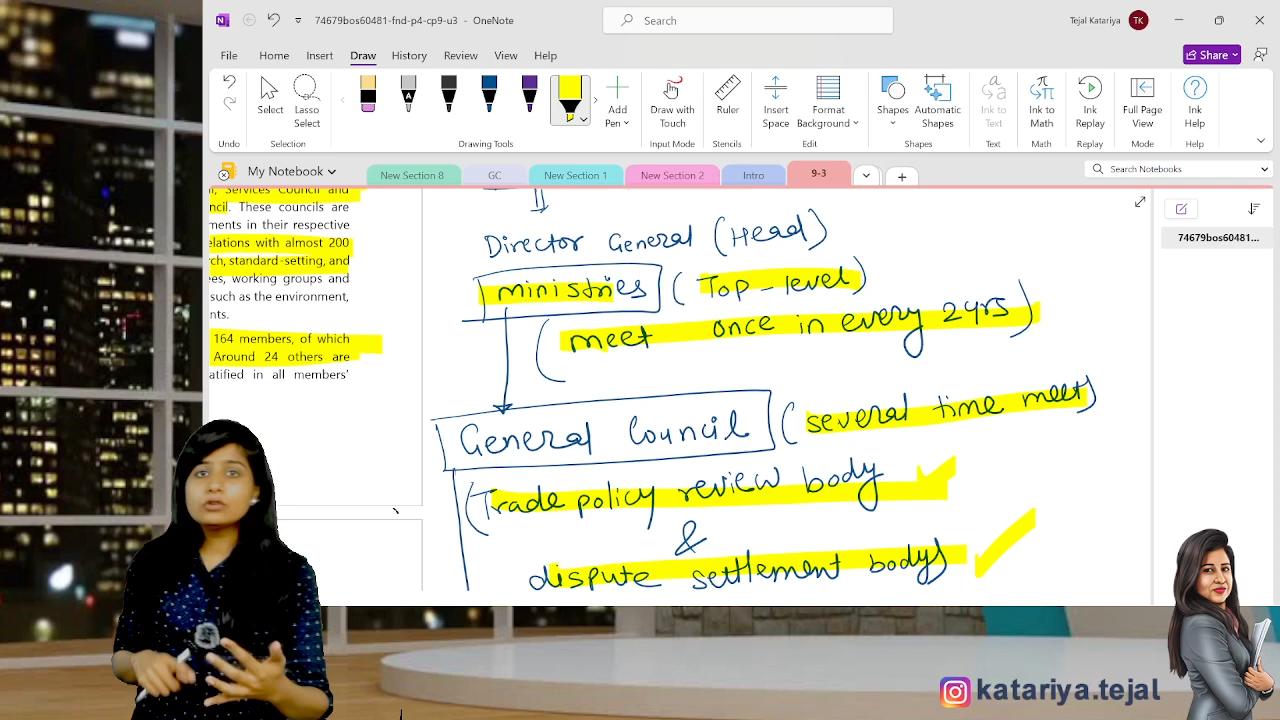 74679bos60481-fnd-p4-cp9-u3 - OneNote
Search
Tejal Katariya
TK
File Home Insert Draw History Review View Help
Share
Select
Lasso Select
Add Pen
Draw with Touch
Ruler
Insert Space
Format Background
Shapes
Automatic Shapes
Ink to Text
Ink to Math
Ink Replay
Full Page View
Ink Help
Undo Selection Drawing Tools Input Mode Stencils Edit Shapes Math Replay Mode Help
My Notebook
New Section 8 GC New Section 1 New Section 2 Intro 9-3
Search Notebooks
74679bos60481...
Services Council and
ncil. These councils are
ments in their respective
elations with almost 200
rch, standard-setting, and
ees, working groups and
such as the environment,
nts.
164 members, of which
Around 24 others are
atified in all members'
Director General (Head)
ministries (Top-level)
(meet once in every 2yrs)
General Council (several time meet)
(Trade policy review body
&
dispute settlement body)
katariya.tejal